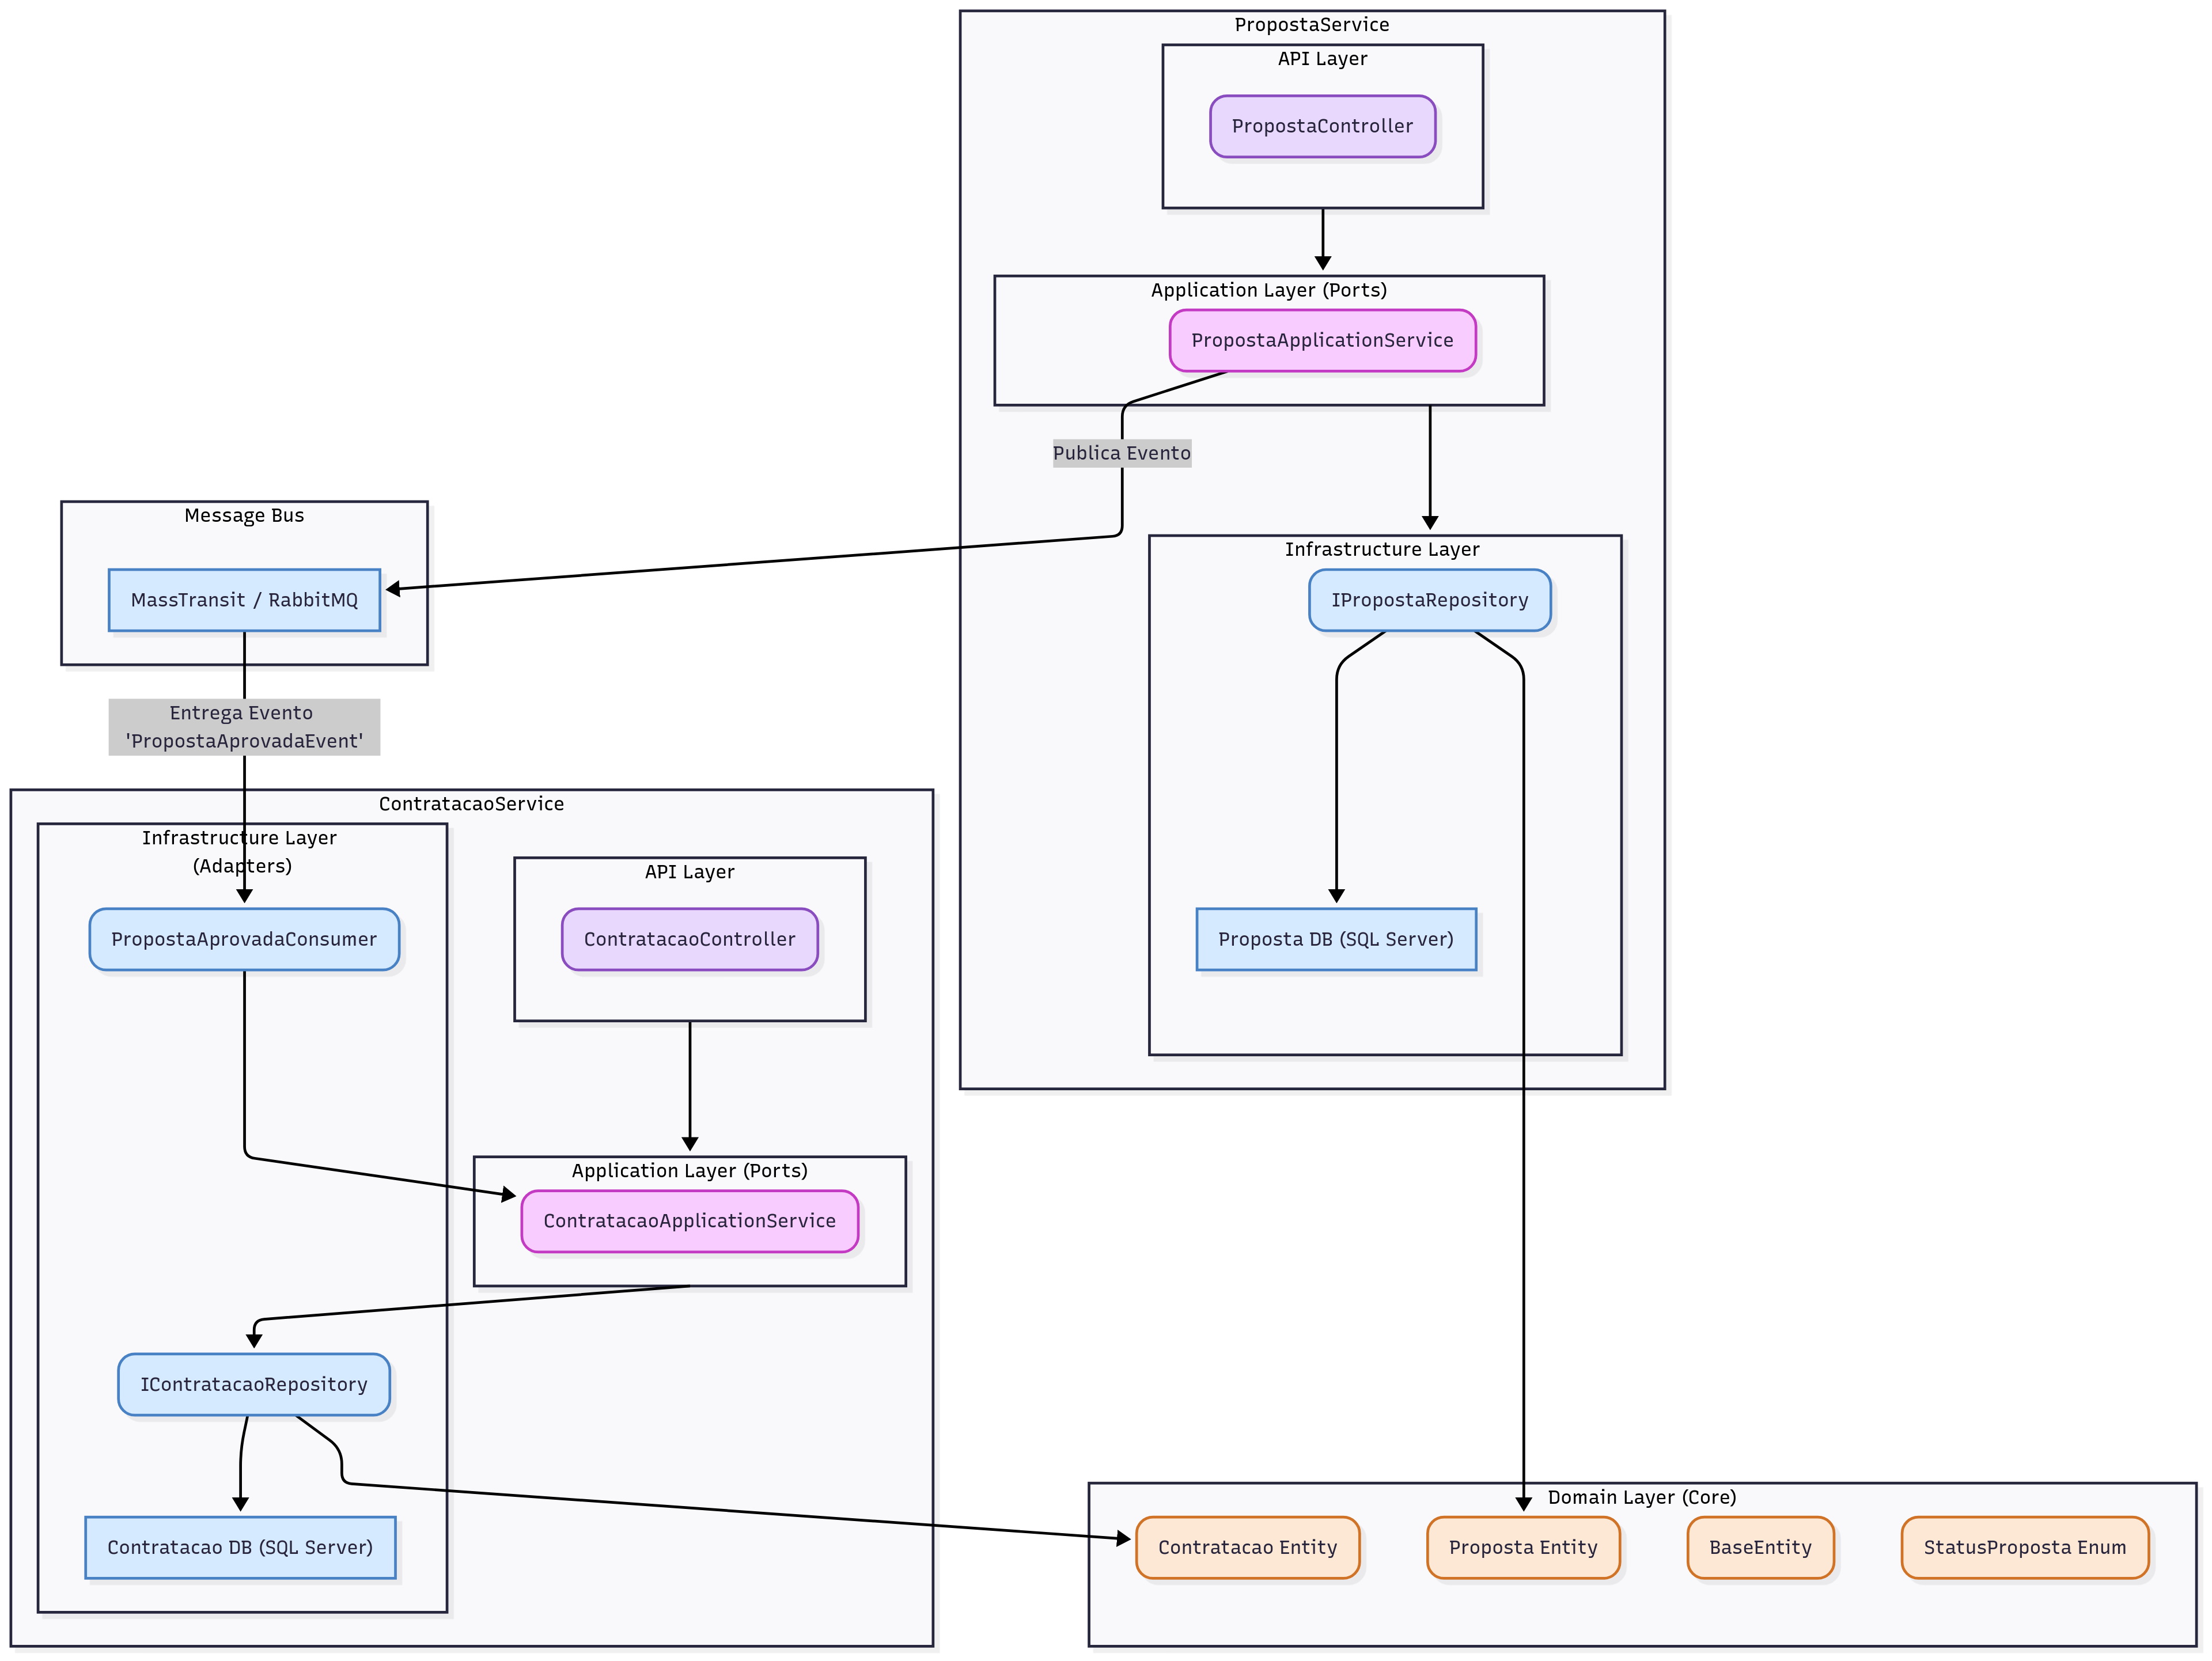 PropostaService
API Layer
PropostaController
Application Layer (Ports)
PropostaApplicationService
Publica Evento
Message Bus
MassTransit / RabbitMQ
Infrastructure Layer
IPropostaRepository
Entrega Evento
'PropostaAprovadaEvent'
Proposta DB (SQL Server)
ContratacaoService
Infrastructure Layer
(Adapters)
PropostaAprovadaConsumer
API Layer
ContratacaoController
Application Layer (Ports)
ContratacaoApplicationService
IContratacaoRepository
Contratacao DB (SQL Server)
Domain Layer (Core)
Contratacao Entity
Proposta Entity
BaseEntity
StatusProposta Enum